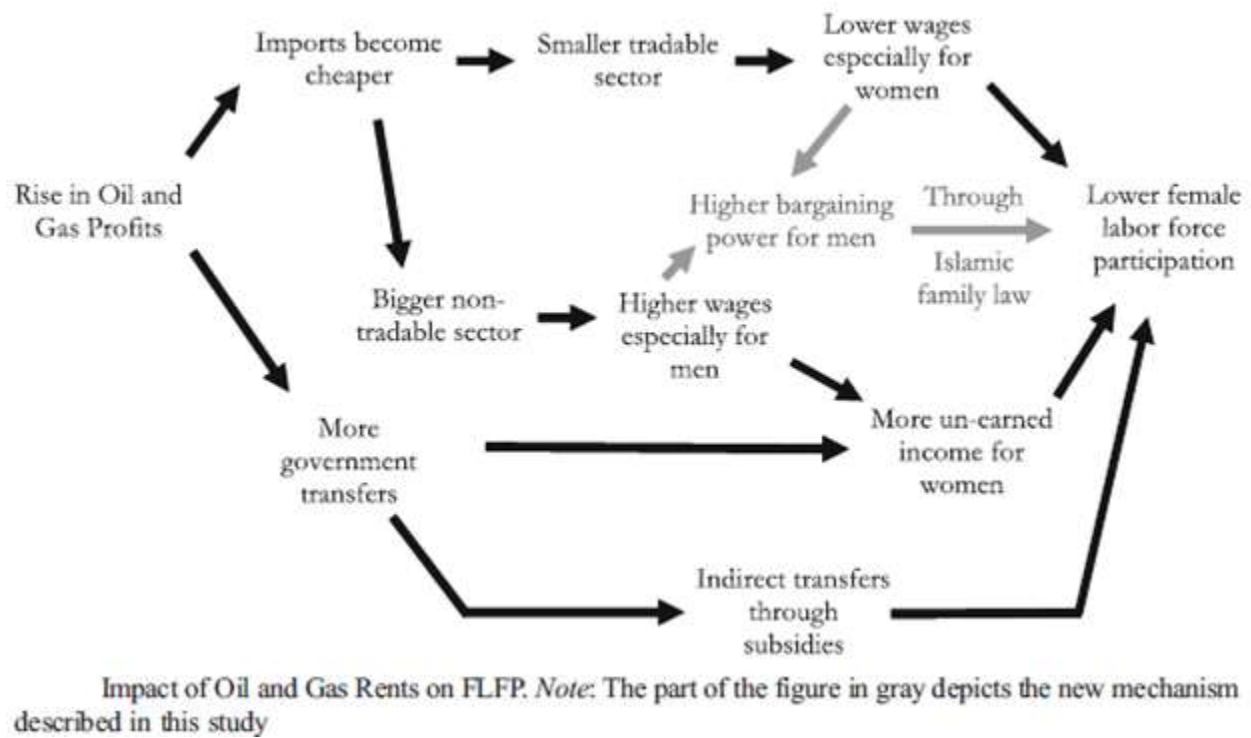 Imports become
cheaper
Smaller tradable
sector
Lower wages
especially for
women
Rise in Oil and
Gas Profits
Higher bargaining
power for men
Through
Islamic
family law
Lower female
labor force
participation
Bigger non-
tradable sector
Higher wages
especially for
men
More
government
transfers
More un-earned
income for
women
Indirect transfers
through
subsidies
Impact of Oil and Gas Rents on FLFP. Note: The part of the figure in gray depicts the new mechanism
described in this study